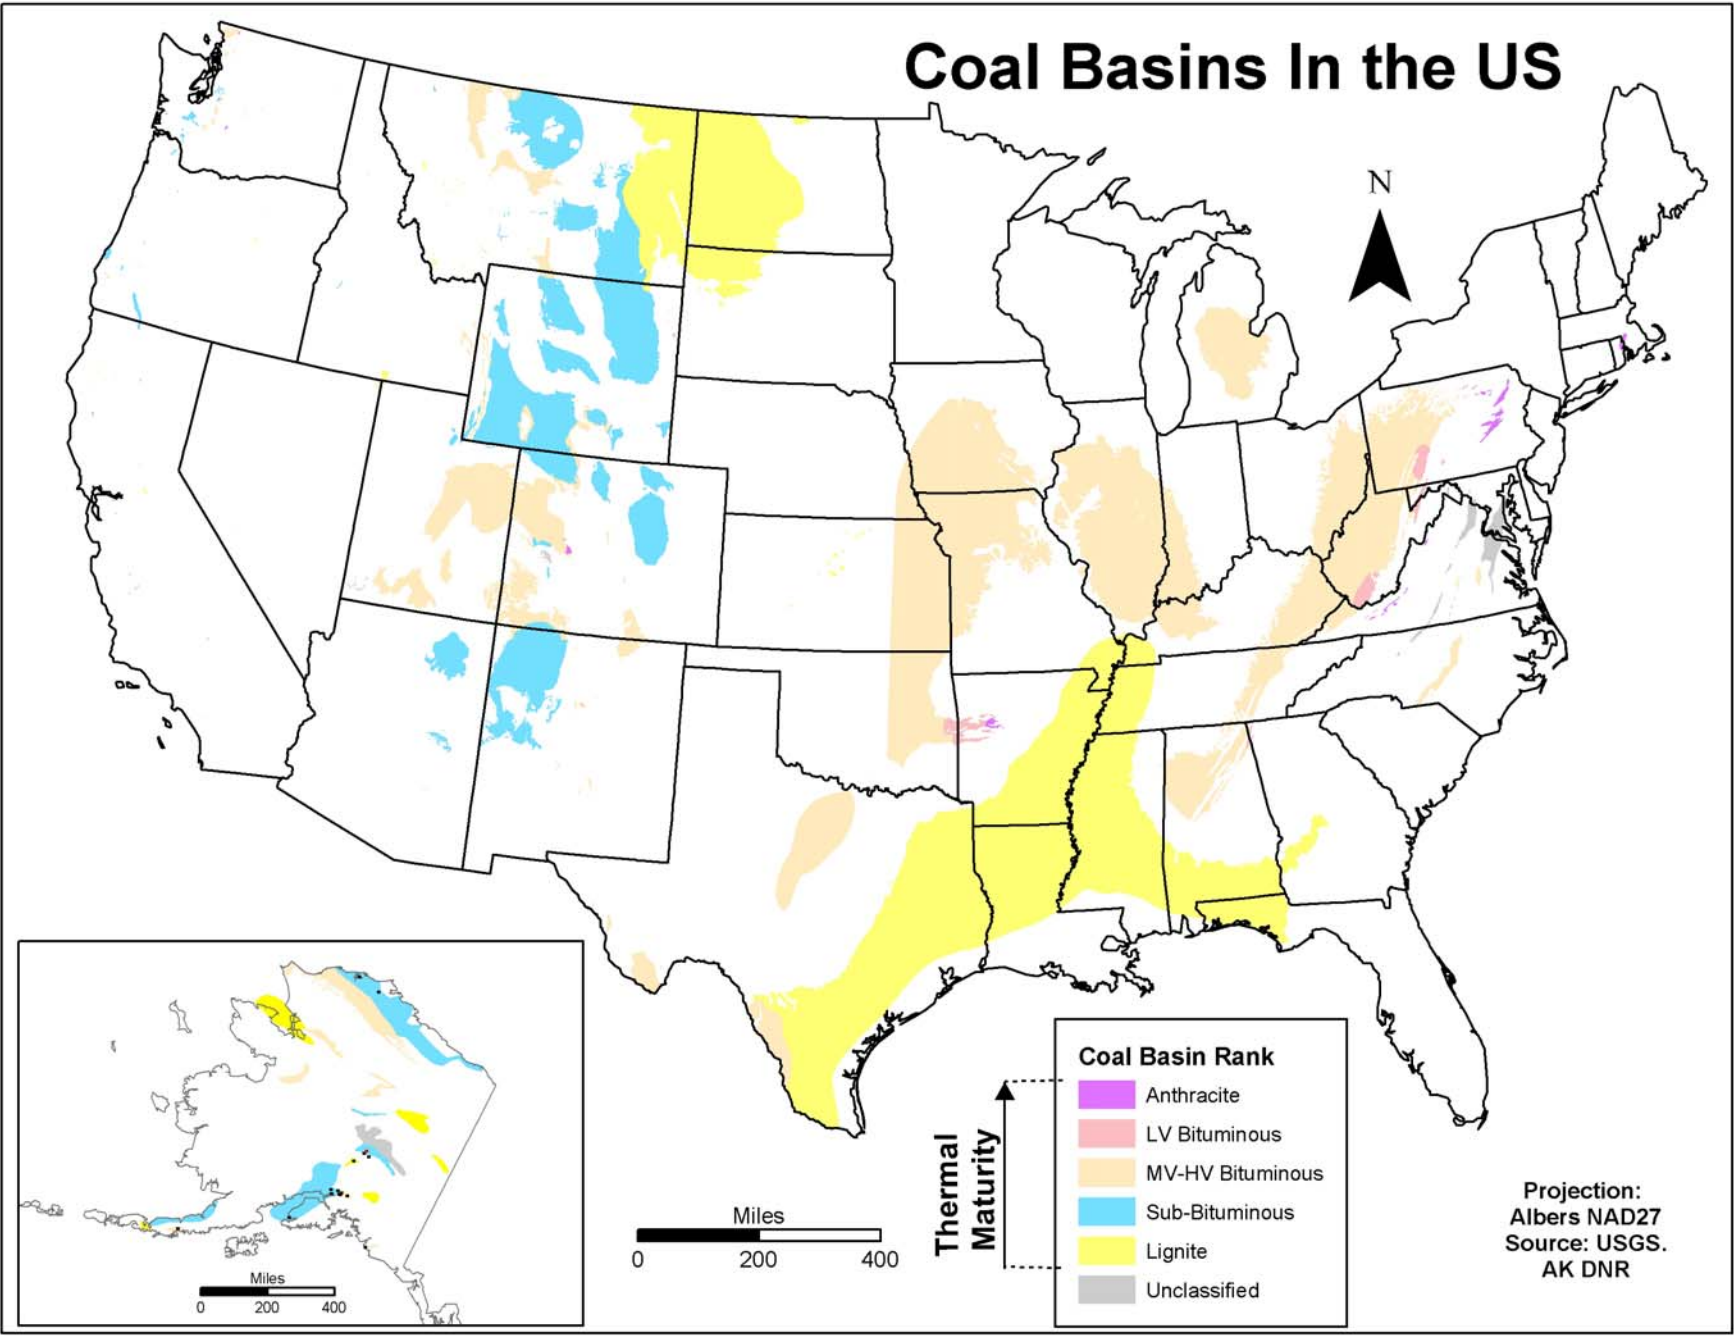 Coal Basins In the US
N
Coal Basin Rank
Anthracite
LV Bituminous
MV-HV Bituminous
Sub-Bituminous
Lignite
Unclassified
Thermal
Maturity
Miles
0 200 400
Miles
0 200 400
Projection:
Albers NAD27
Source: USGS.
AK DNR